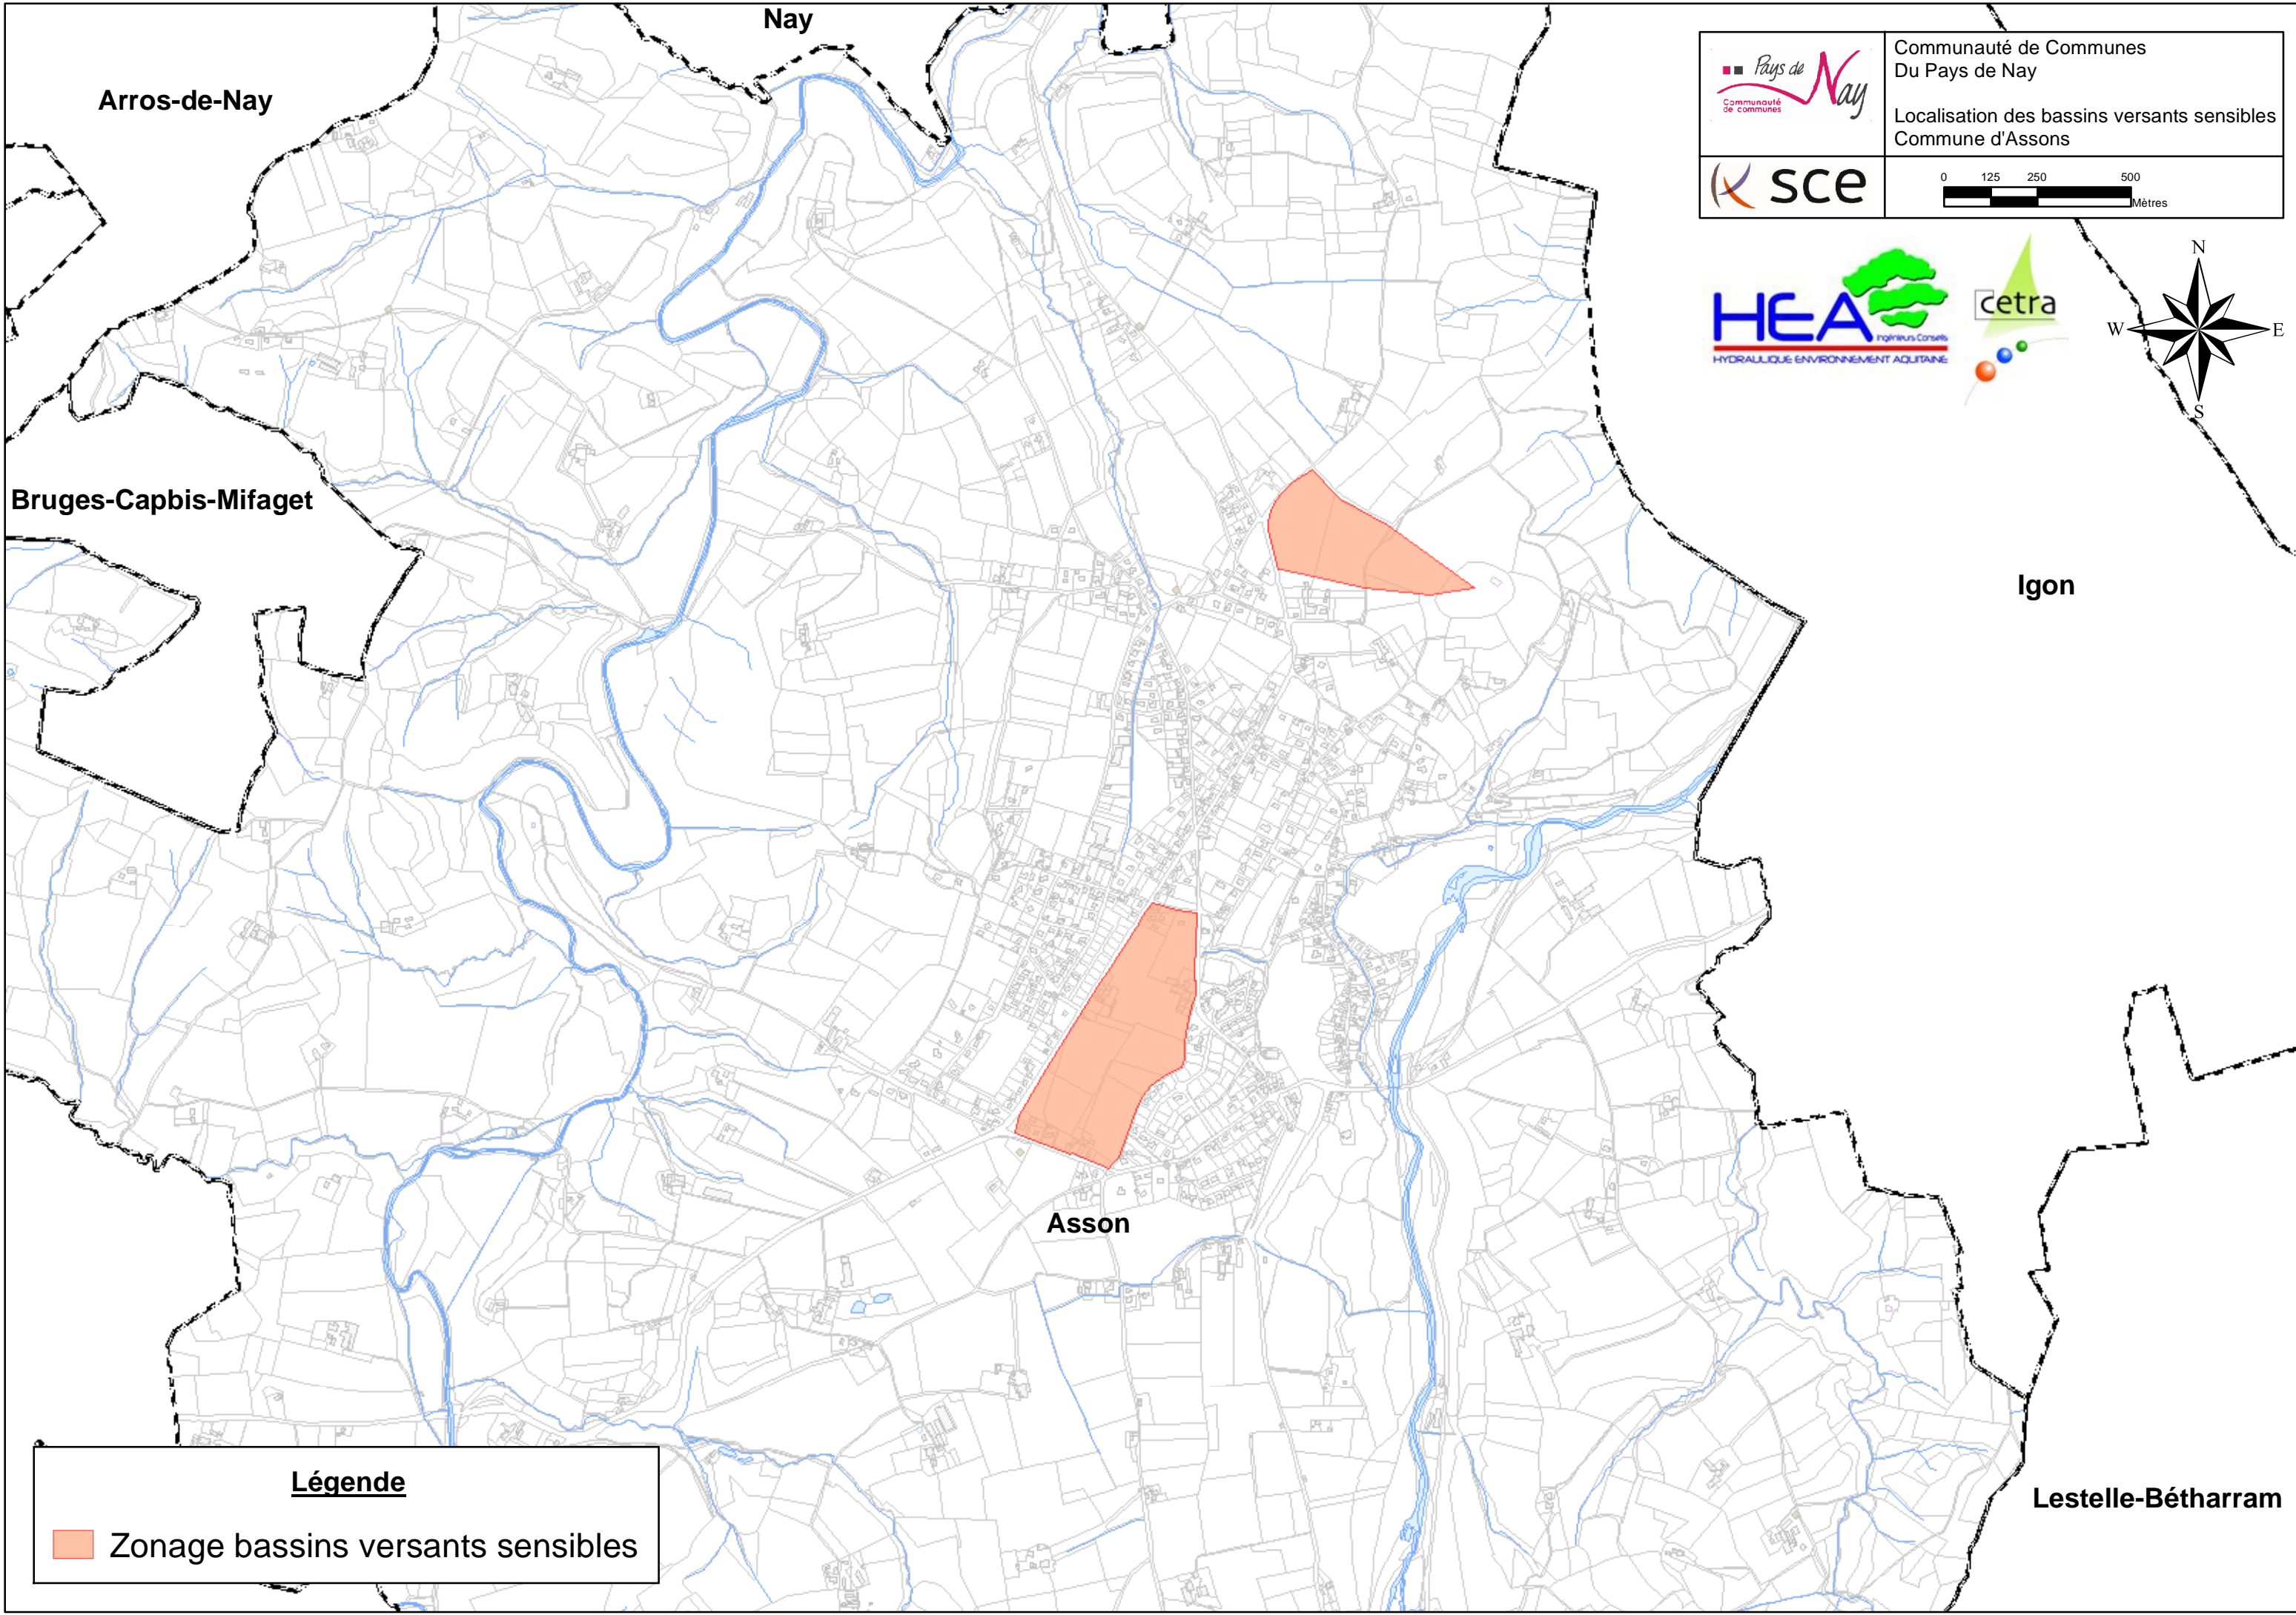 Nay
Arros-de-Nay
Bruges-Capbis-Mifaget
Igon
Asson
Lestelle-Bétharram
Pays de Nay
Communauté
de communes
Communauté de Communes
Du Pays de Nay
Localisation des bassins versants sensibles
Commune d'Assons
sce
0 125 250 500
Mètres
HEA
Ingénieurs Conseils
HYDRAULIQUE ENVIRONNEMENT AQUITAINE
cetra
N
W E
S
Légende
Zonage bassins versants sensibles